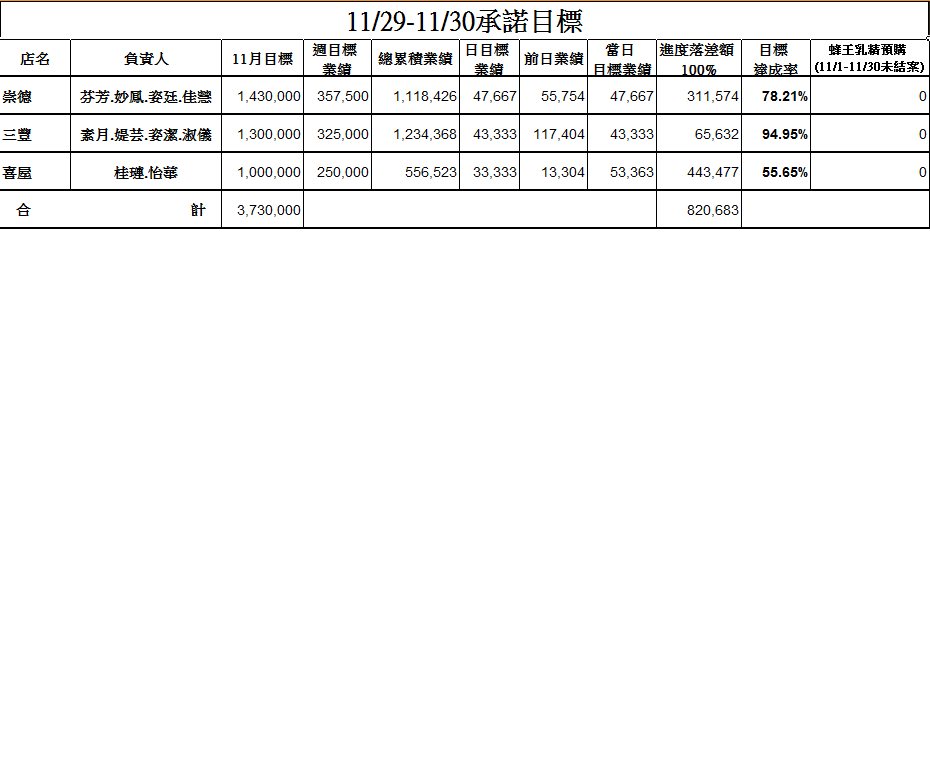 11/29-11/30承諾目標
店名 負責人 11月目標 週目標 業績 總累積業績 日目標 業績 前日業績 當日 目標業績 進度落差額 100% 目標 達成率 蜂王乳精預購 (11/1-11/30未結案)
崇德 芬芳.妙鳳.姿廷.佳慧 1,430,000 357,500 1,118,426 47,667 55,754 47,667 311,574 78.21% 0
三豐 素月.媞芸.姿潔.淑儀 1,300,000 325,000 1,234,368 43,333 117,404 43,333 65,632 94.95% 0
喜屋 桂璉.怡華 1,000,000 250,000 556,523 33,333 13,304 53,363 443,477 55.65% 0
合 計 3,730,000 820,683